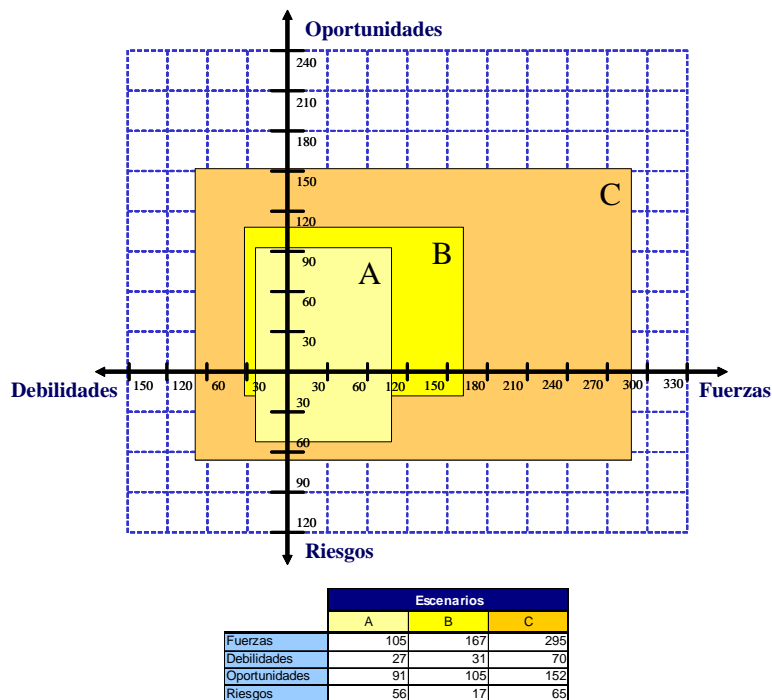 Oportunidades
240
210
180
150
C
120
B
90
A
60
30
Debilidades 150 120 60 30 30 60 120 150 180 210 240 270 300 330 Fuerzas
30
60
90
120
Riesgos
Escenarios
A B C
Fuerzas 105 167 295
Debilidades 27 31 70
Oportunidades 91 105 152
Riesgos 56 17 65